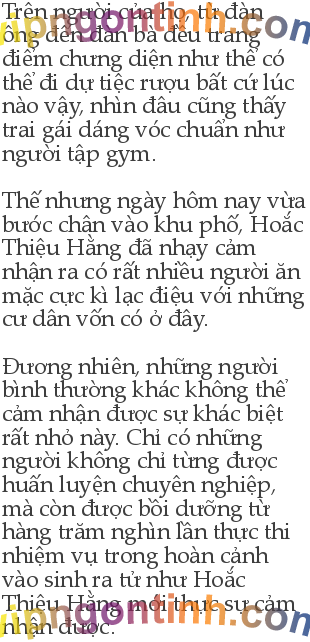 Trên người của họ, từ đàn
ông đến đàn bà đều trang
điểm chưng diện như thể có
thể đi dự tiệc rượu bất cứ lúc
nào vậy, nhìn đâu cũng thấy
trai gái dáng vóc chuẩn như
người tập gym.
Thế nhưng ngày hôm nay vừa
bước chân vào khu phố, Hoắc
Thiệu Hằng đã nhạy cảm
nhận ra có rất nhiều người ăn
mặc cực kì lạc điệu với những
cư dân vốn có ở đây.
Đương nhiên, những người
bình thường khác không thể
cảm nhận được sự khác biệt
rất nhỏ này. Chỉ có những
người không chỉ từng được
huấn luyện chuyên nghiệp,
mà còn được bồi dưỡng từ
hàng trăm nghìn lần thực thi
nhiệm vụ trong hoàn cảnh
vào sinh ra tử như Hoắc
Thiệu Hằng mới thực sự cảm
nhận được.
vipngontinh.com
vipngontinh.com